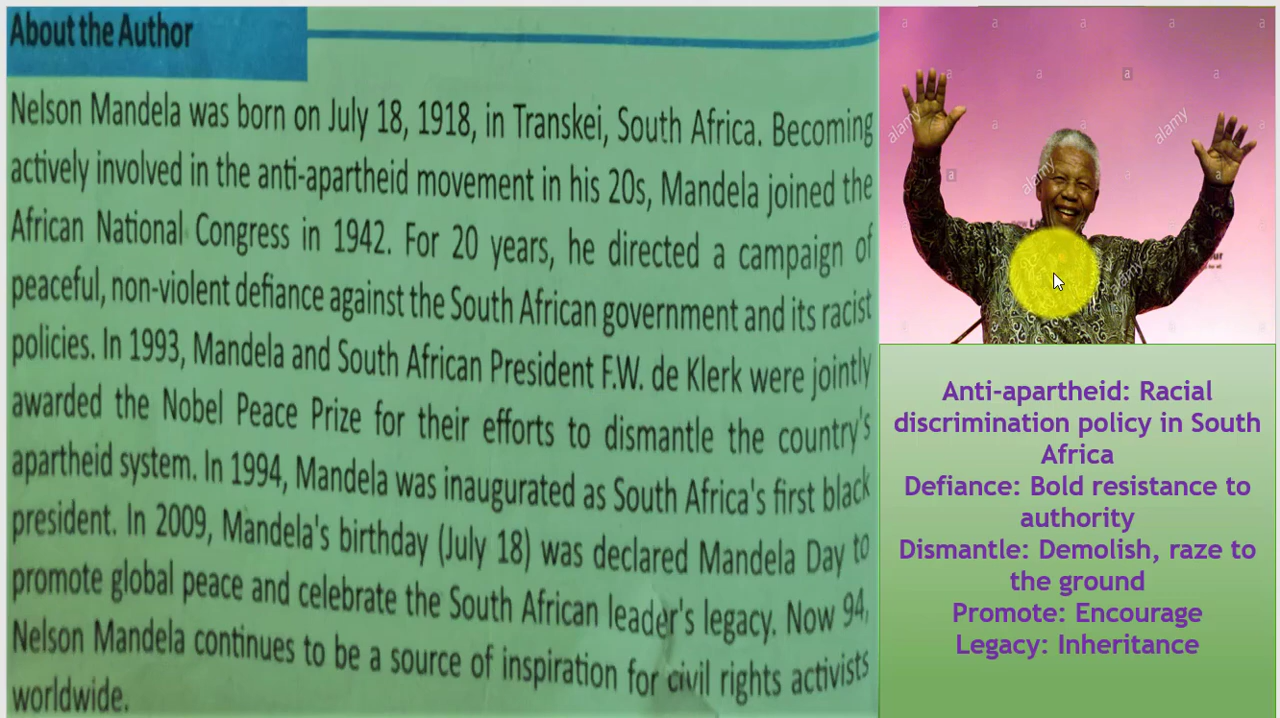 About the Author
Nelson Mandela was born on July 18, 1918, in Transkei, South Africa. Becoming
actively involved in the anti-apartheid movement in his 20s, Mandela joined the
African National Congress in 1942. For 20 years, he directed a campaign of
peaceful, non-violent defiance against the South African government and its racist
policies. In 1993, Mandela and South African President F.W. de Klerk were jointly
awarded the Nobel Peace Prize for their efforts to dismantle the country's
apartheid system. In 1994, Mandela was inaugurated as South Africa's first black
president. In 2009, Mandela's birthday (July 18) was declared Mandela Day to
promote global peace and celebrate the South African leader's legacy. Now 94,
Nelson Mandela continues to be a source of inspiration for civil rights activists
worldwide.
a a a a
a a a a
alamy alamy
a a
alamy a
alamy
Anti-apartheid: Racial
discrimination policy in South
Africa
Defiance: Bold resistance to
authority
Dismantle: Demolish, raze to
the ground
Promote: Encourage
Legacy: Inheritance